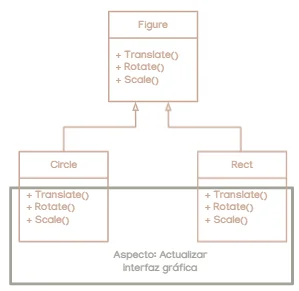 Figure
+ Translate()
+ Rotate()
+ Scale()
Circle
+ Translate()
+ Rotate()
+ Scale()
Rect
+ Translate()
+ Rotate()
+ Scale()
Aspecto: Actualizar
interfaz gráfica